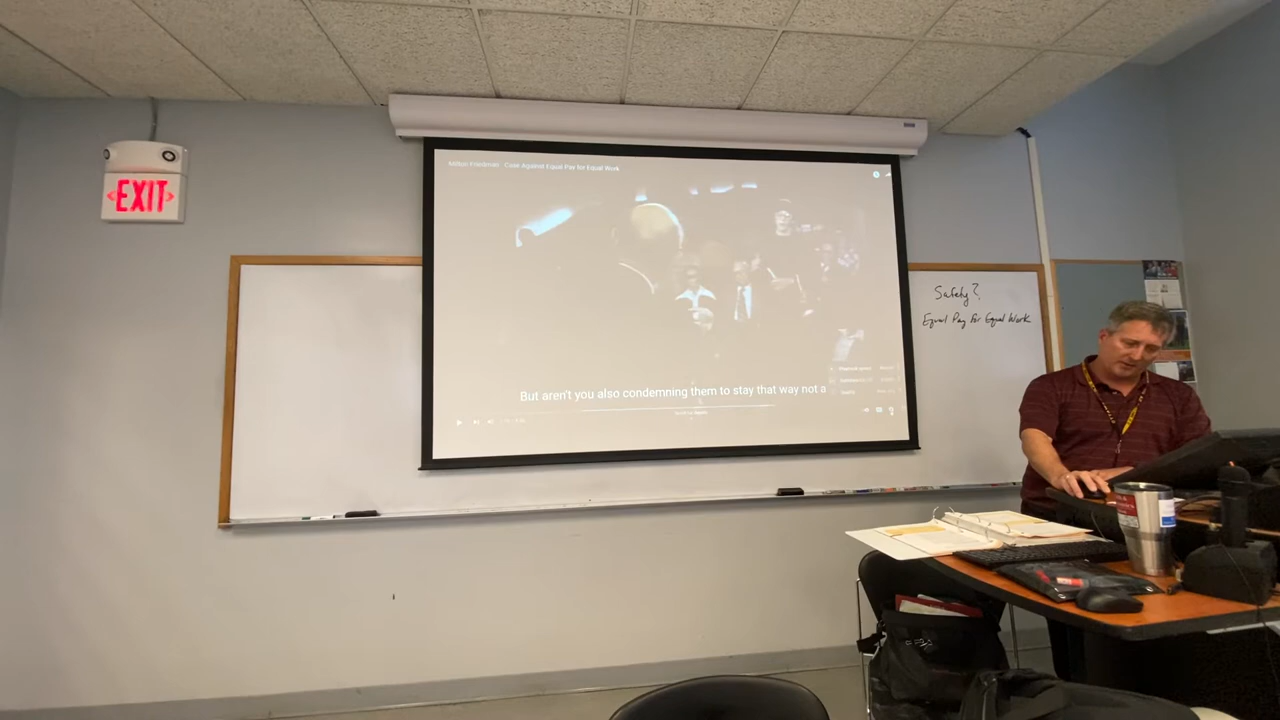 EXIT
Milton Friedman - Case Against Equal Pay for Equal Work
But aren't you also condemning them to stay that way not a
Safety?
Equal Pay for Equal Work